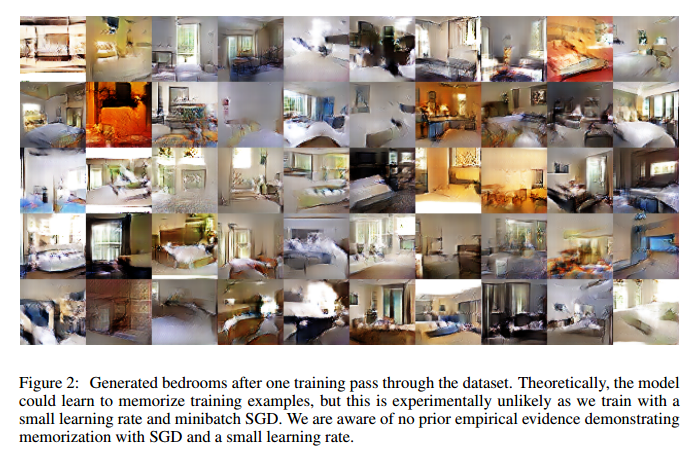 Figure 2: Generated bedrooms after one training pass through the dataset. Theoretically, the model
could learn to memorize training examples, but this is experimentally unlikely as we train with a
small learning rate and minibatch SGD. We are aware of no prior empirical evidence demonstrating
memorization with SGD and a small learning rate.